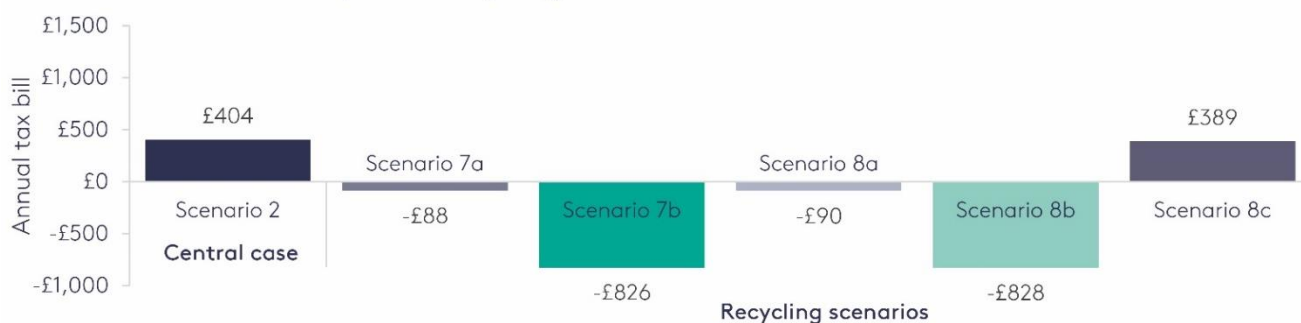 £1,500
£1,000
£500
£0
-£500
-£1,000
Annual tax bill
£404
Scenario 2
Central case
Scenario 7a
-£88
Scenario 7b
-£826
Scenario 8a
-£90
Scenario 8b
-£828
£389
Scenario 8c
Recycling scenarios